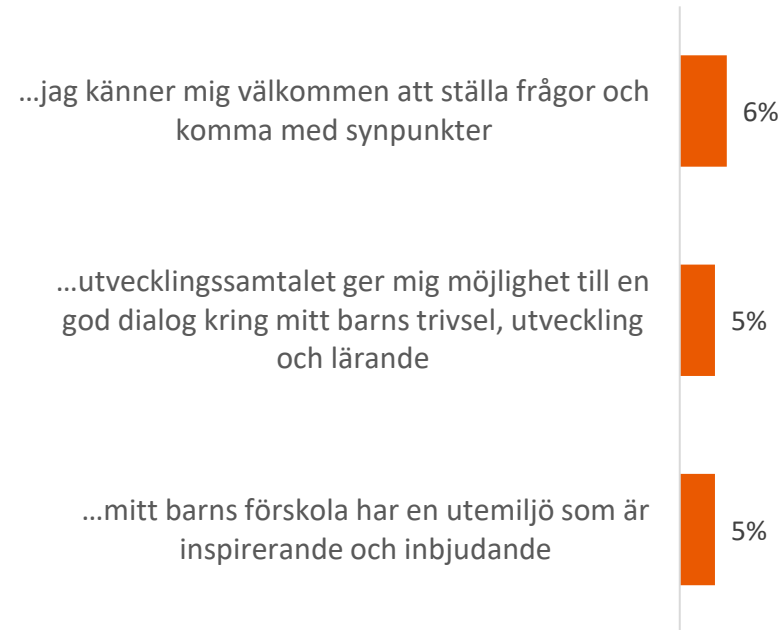 ...jag känner mig välkommen att ställa frågor och
komma med synpunkter
6%
...utvecklingssamtalet ger mig möjlighet till en
god dialog kring mitt barns trivsel, utveckling
och lärande
5%
...mitt barns förskola har en utemiljö som är
inspirerande och inbjudande
5%